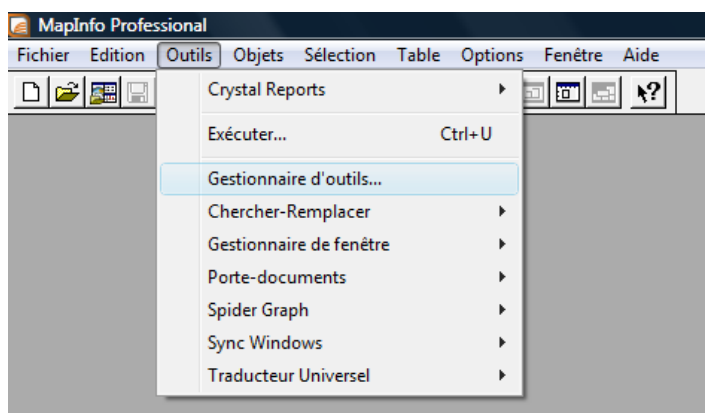 MapInfo Professional
Fichier Edition Outils Objets Sélection Table Options Fenêtre Aide
Crystal Reports
Exécuter... Ctrl+U
Gestionnaire d'outils...
Chercher-Remplacer
Gestionnaire de fenêtre
Porte-documents
Spider Graph
Sync Windows
Traducteur Universel